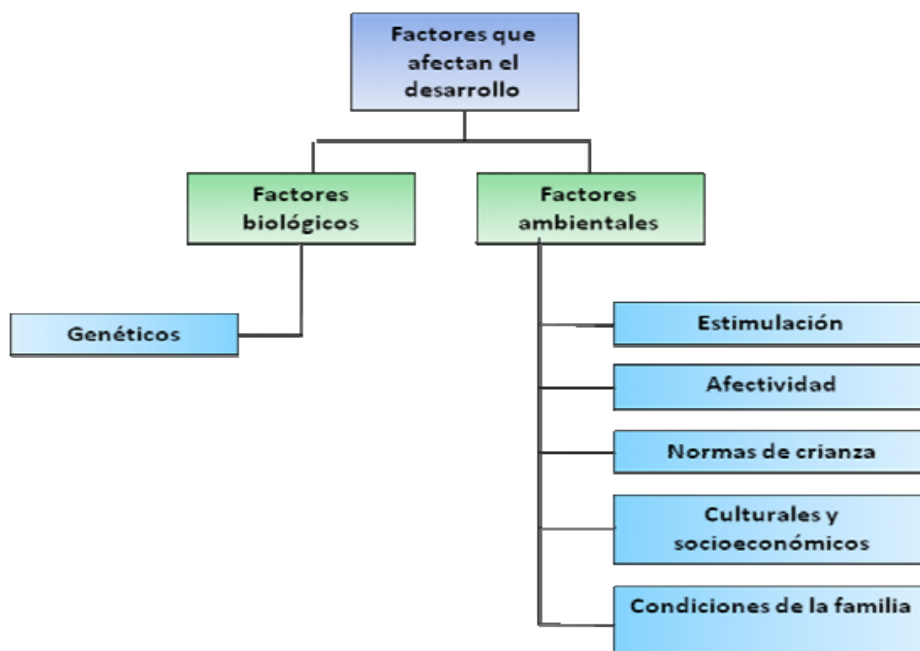 Factores que
afectan el
desarrollo
Factores
biológicos
Factores
ambientales
Genéticos
Estimulación
Afectividad
Normas de crianza
Culturales y
socioeconómicos
Condiciones de la familia